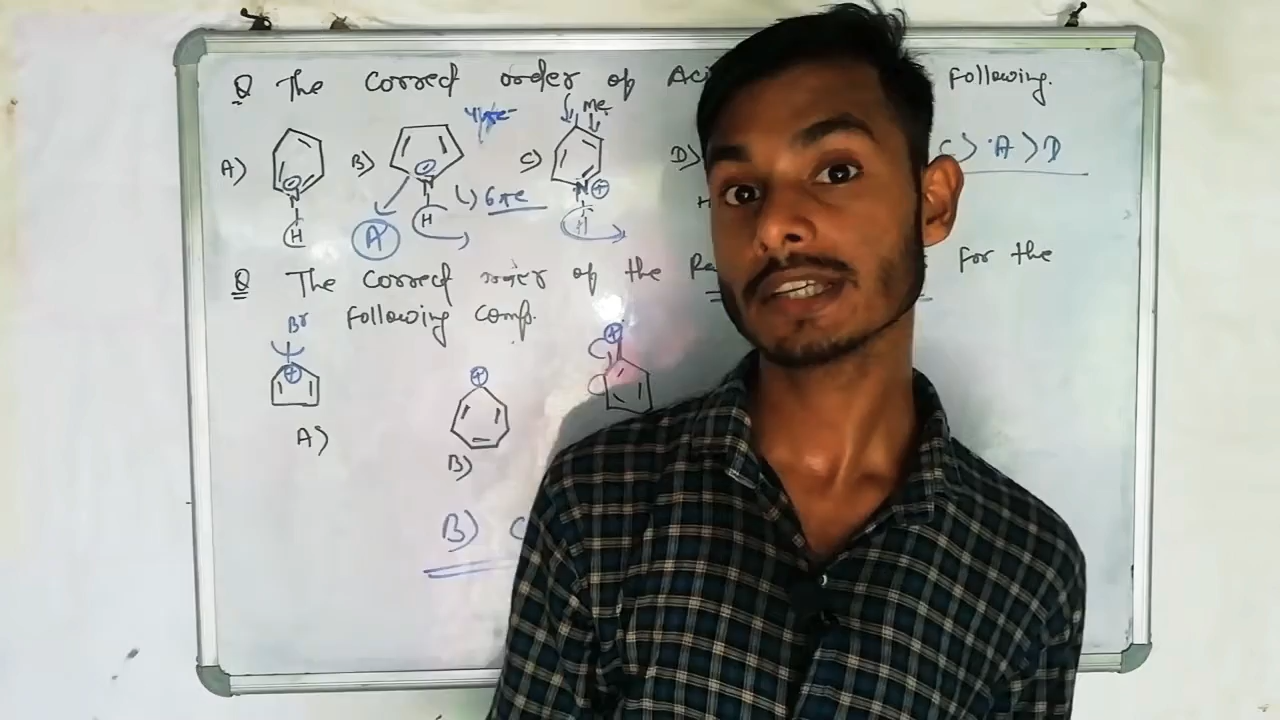 Q The correct order of Aci following.
4πe-
Me
A) B) C) D) C> A > D
N N N ⊕
H H H H
6πe
A-
Q The correct order of the Re for the
following comp.
Br
⊕ ⊕ ⊕
A)
B)
B) C